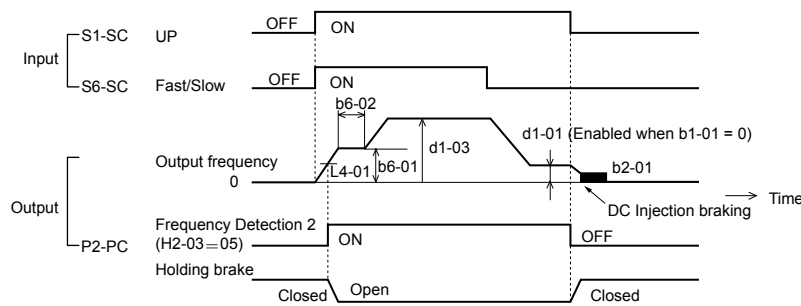 S1-SC UP OFF ON
Input
S6-SC Fast/Slow OFF ON
b6-02
d1-01 (Enabled when b1-01 = 0)
d1-03
Output frequency
L4-01 b6-01 b2-01
0
Time
Output
DC Injection braking
Frequency Detection 2
(H2-03=05) ON OFF
P2-PC
Holding brake
Closed Open Closed